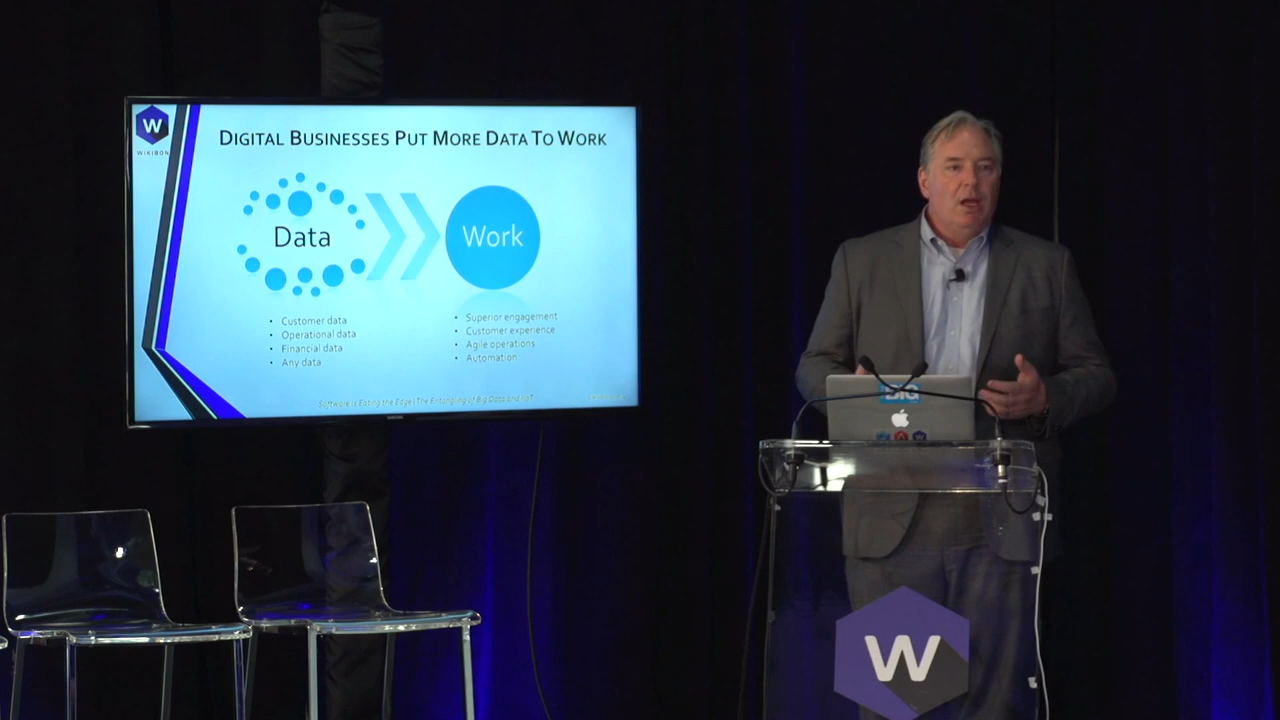 W
WIKIBON
DIGITAL BUSINESSES PUT MORE DATA TO WORK
Data
Work
• Customer data
• Operational data
• Financial data
• Any data
• Superior engagement
• Customer experience
• Agile operations
• Automation
Software is Eating the Edge | The Entangling of Big Data and IIoT
BIG
W